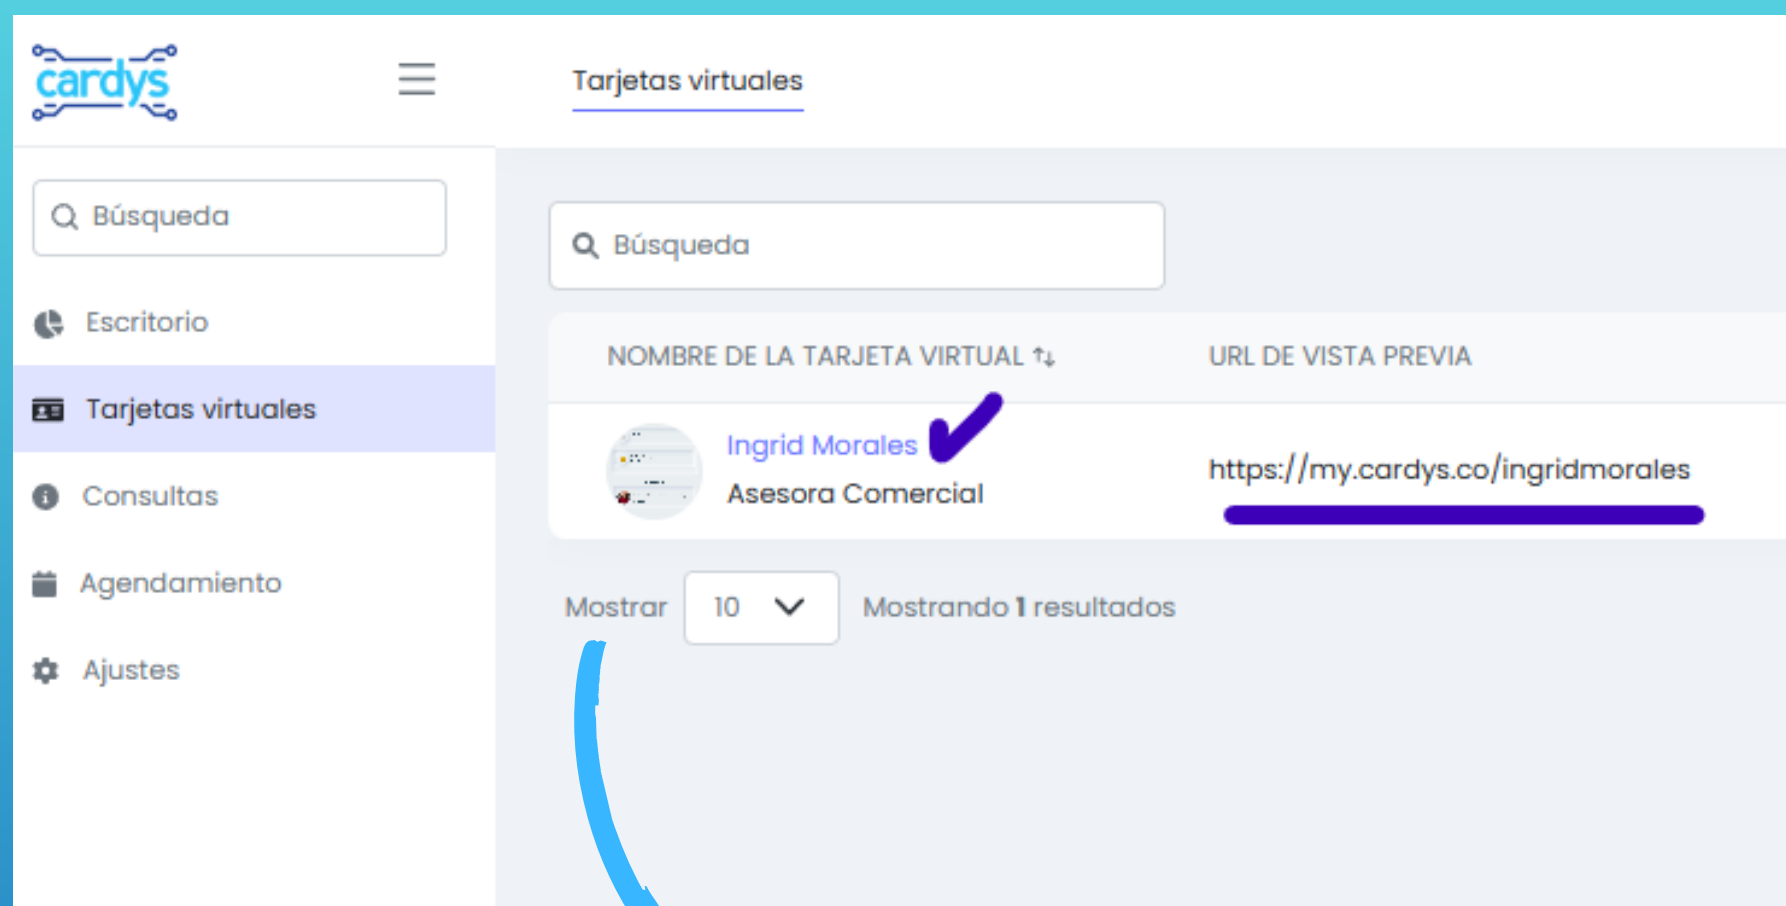 cardys
Tarjetas virtuales
Búsqueda
Escritorio
Tarjetas virtuales
Consultas
Agendamiento
Ajustes
Búsqueda
NOMBRE DE LA TARJETA VIRTUAL URL DE VISTA PREVIA
Ingrid Morales
Asesora Comercial
https://my.cardys.co/ingridmorales
Mostrar 10 Mostrando 1 resultados